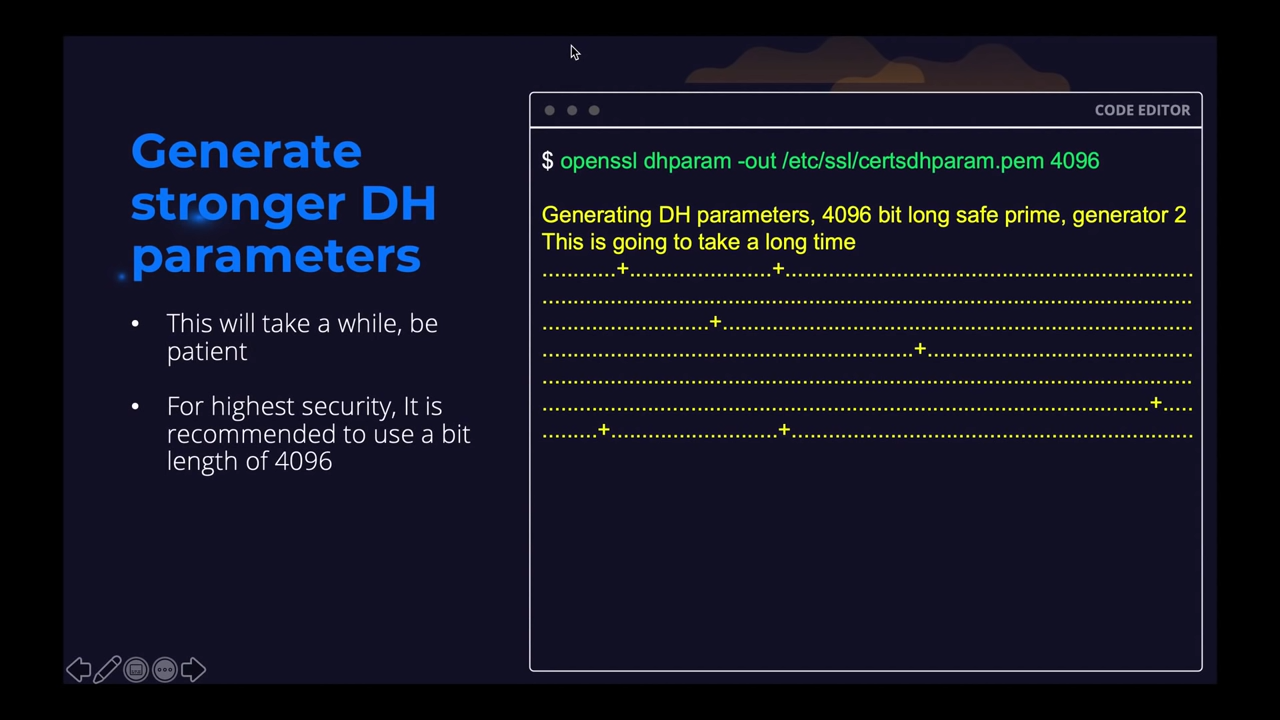 Generate
stronger DH
parameters
• This will take a while, be
patient
• For highest security, It is
recommended to use a bit
length of 4096
CODE EDITOR
$ openssl dhparam -out /etc/ssl/certsdhparam.pem 4096
Generating DH parameters, 4096 bit long safe prime, generator 2
This is going to take a long time
............+.......................+...............................................................
....................................................................................................
..........................+.........................................................................
..........................................................+.........................................
....................................................................................................
..............................................................................................+.....
.........+...........................+..............................................................